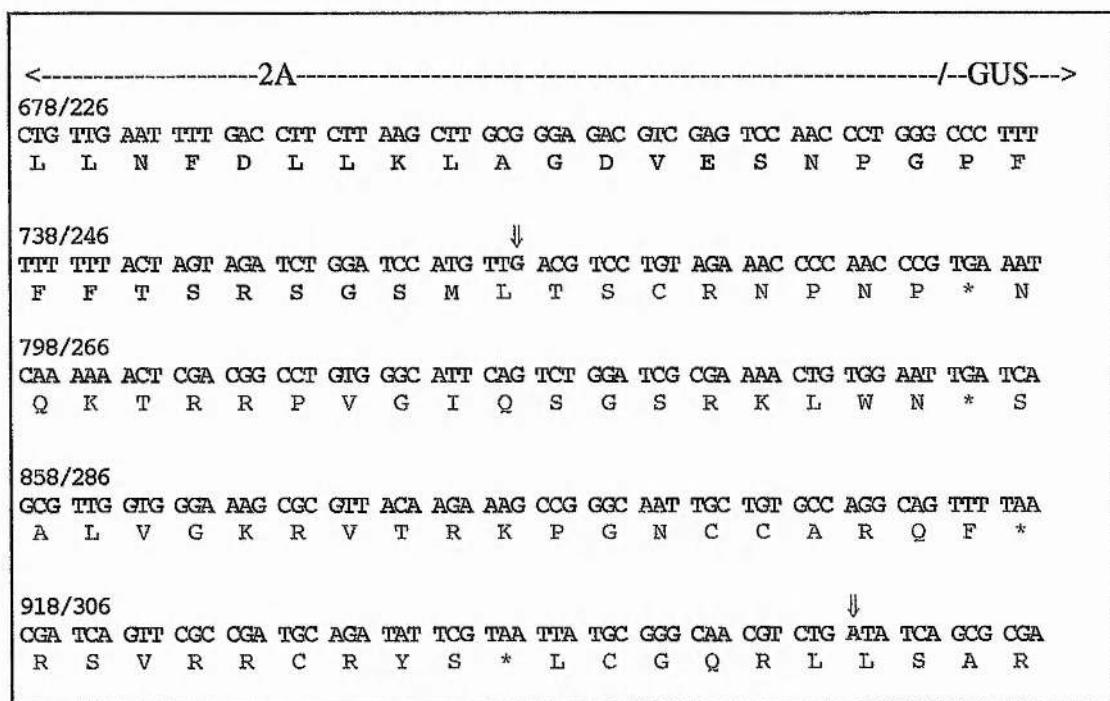 <----------------------2A-----------------------------------------------------------------/--GUS--->
678/226
CTG TTG AAT TTT GAC CTT CTT AAG CTT GCG GGA GAC GTC GAG TCC AAC CCT GGG CCC TTT
L L N F D L L K L A G D V E S N P G P F
738/246 ⇓
TTT TTT ACT AGT AGA TCT GGA TCC ATG TTG ACG TCC TGT AGA AAC CCC AAC CCG TGA AAT
F F T S R S G S M L T S C R N P N P * N
798/266
CAA AAA ACT CGA CGG CCT GTG GGC ATT CAG TCT GGA TCG CGA AAA CTG TGG AAT TGA TCA
Q K T R R P V G I Q S G S R K L W N * S
858/286
GCG TTG GTG GGA AAG CGC GTT ACA AGA AAG CCG GGC AAT TGC TGT GCC AGG CAG TTT TAA
A L V G K R V T R K P G N C C A R Q F *
918/306 ⇓
CGA TCA GTT CGC CGA TGC AGA TAT TCG TAA TTA TGC GGG CAA CGT CTG ATA TCA GCG CGA
R S V R R C R Y S * L C G Q R L L S A R